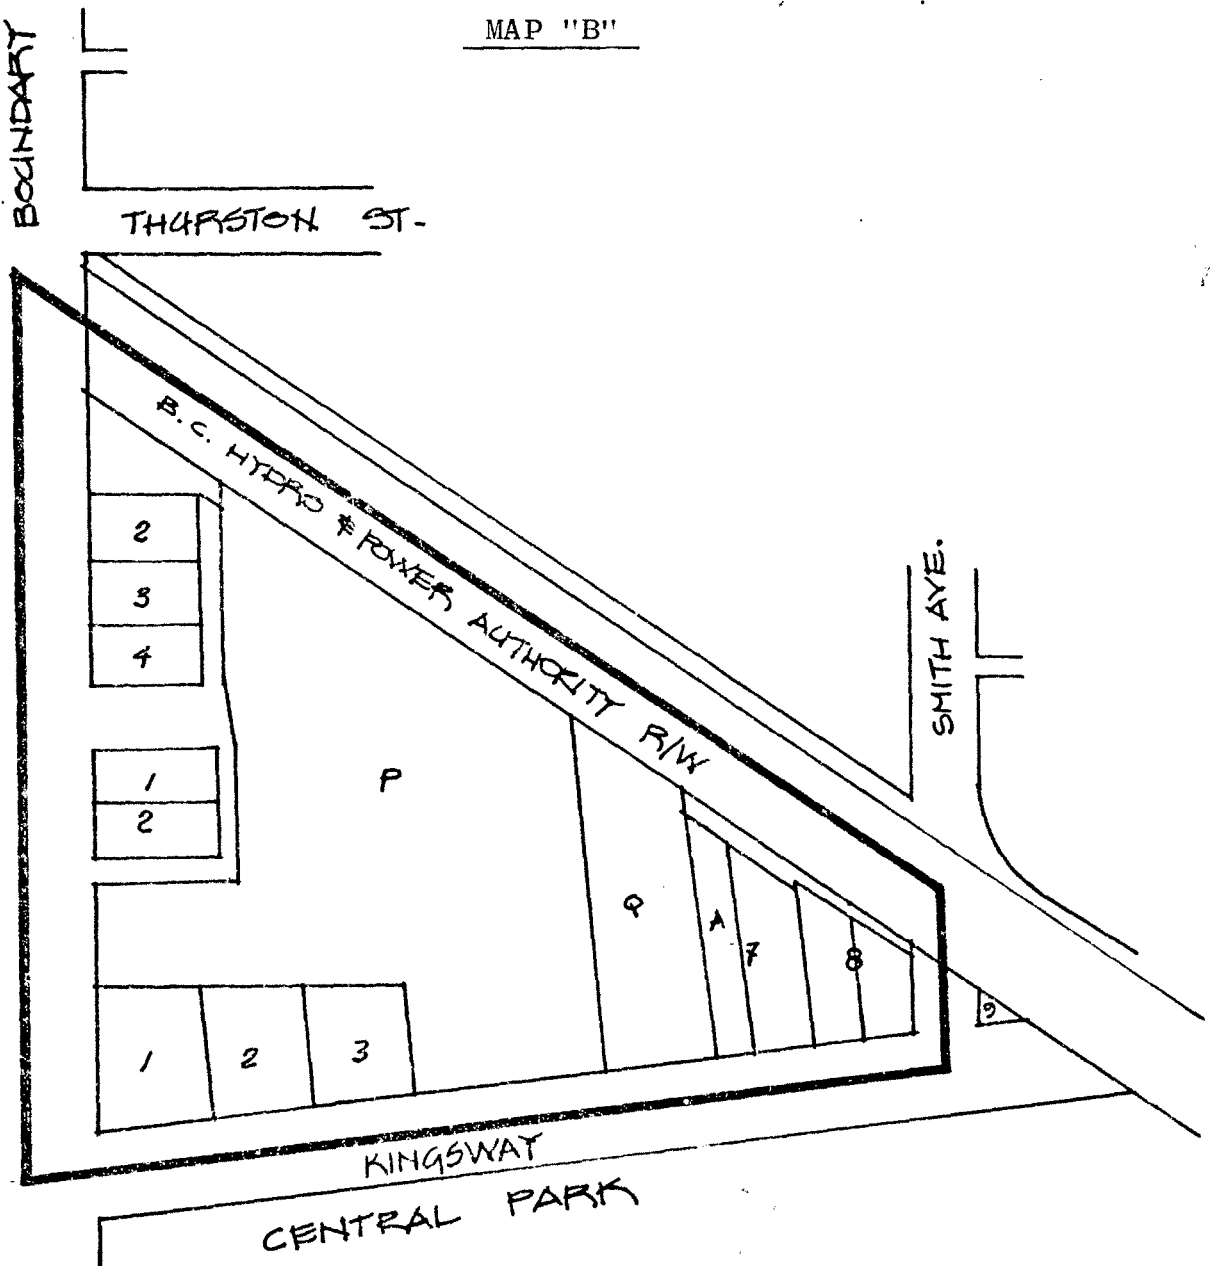 MAP "B"
BOUNDARY
THURSTON ST.
B.C. HYDRO & POWER AUTHORITY R/W
SMITH AVE.
2
3
4
1
2
P
Q
A
7
8
9
1
2
3
KINGSWAY
CENTRAL PARK